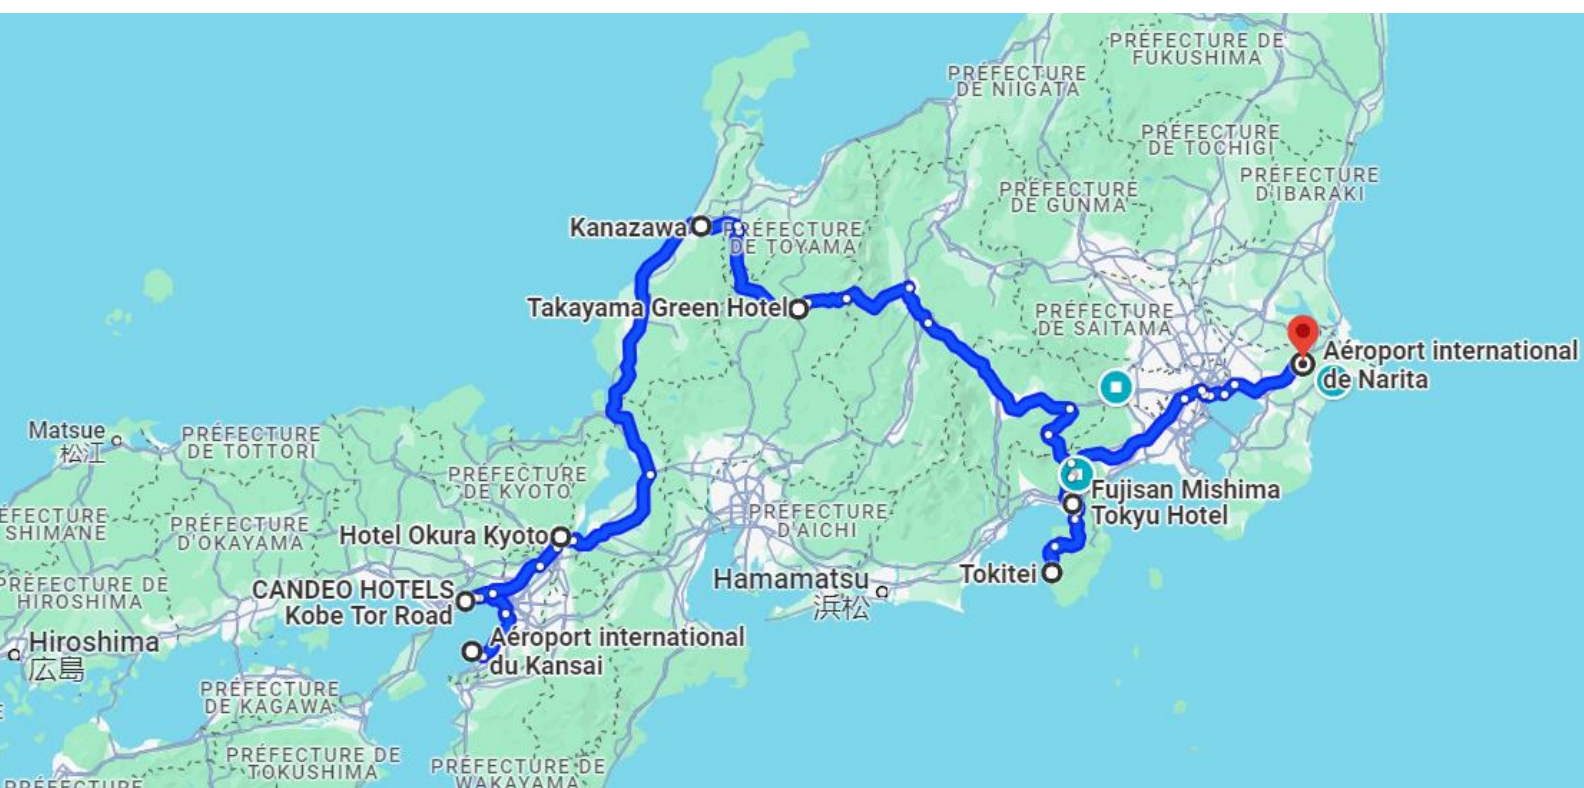 PRÉFECTURE DE
FUKUSHIMA
PRÉFECTURE
DE NIIGATA
PRÉFECTURE
DE TOCHIGI
PRÉFECTURE
D'IBARAKI
PRÉFECTURE
DE GUNMA
Kanazawa
PRÉFECTURE
DE TOYAMA
Takayama Green Hotel
PRÉFECTURE
DE SAITAMA
Aéroport international
de Narita
Matsue
松江
PRÉFECTURE
DE TOTTORI
PRÉFECTURE
DE KYOTO
Fujisan Mishima
Tokyu Hotel
ÉFECTURE
SHIMANE
PRÉFECTURE
D'OKAYAMA
Hotel Okura Kyoto
PRÉFECTURE
D'AICHI
PRÉFECTURE DE
HIROSHIMA
CANDEO HOTELS
Kobe Tor Road
Hamamatsu
浜松
Tokitei
Hiroshima
広島
Aéroport international
du Kansai
PRÉFECTURE
DE KAGAWA
PRÉFECTURE DE
TOKUSHIMA
PRÉFECTURE DE
WAKAYAMA
PRÉFECTURE